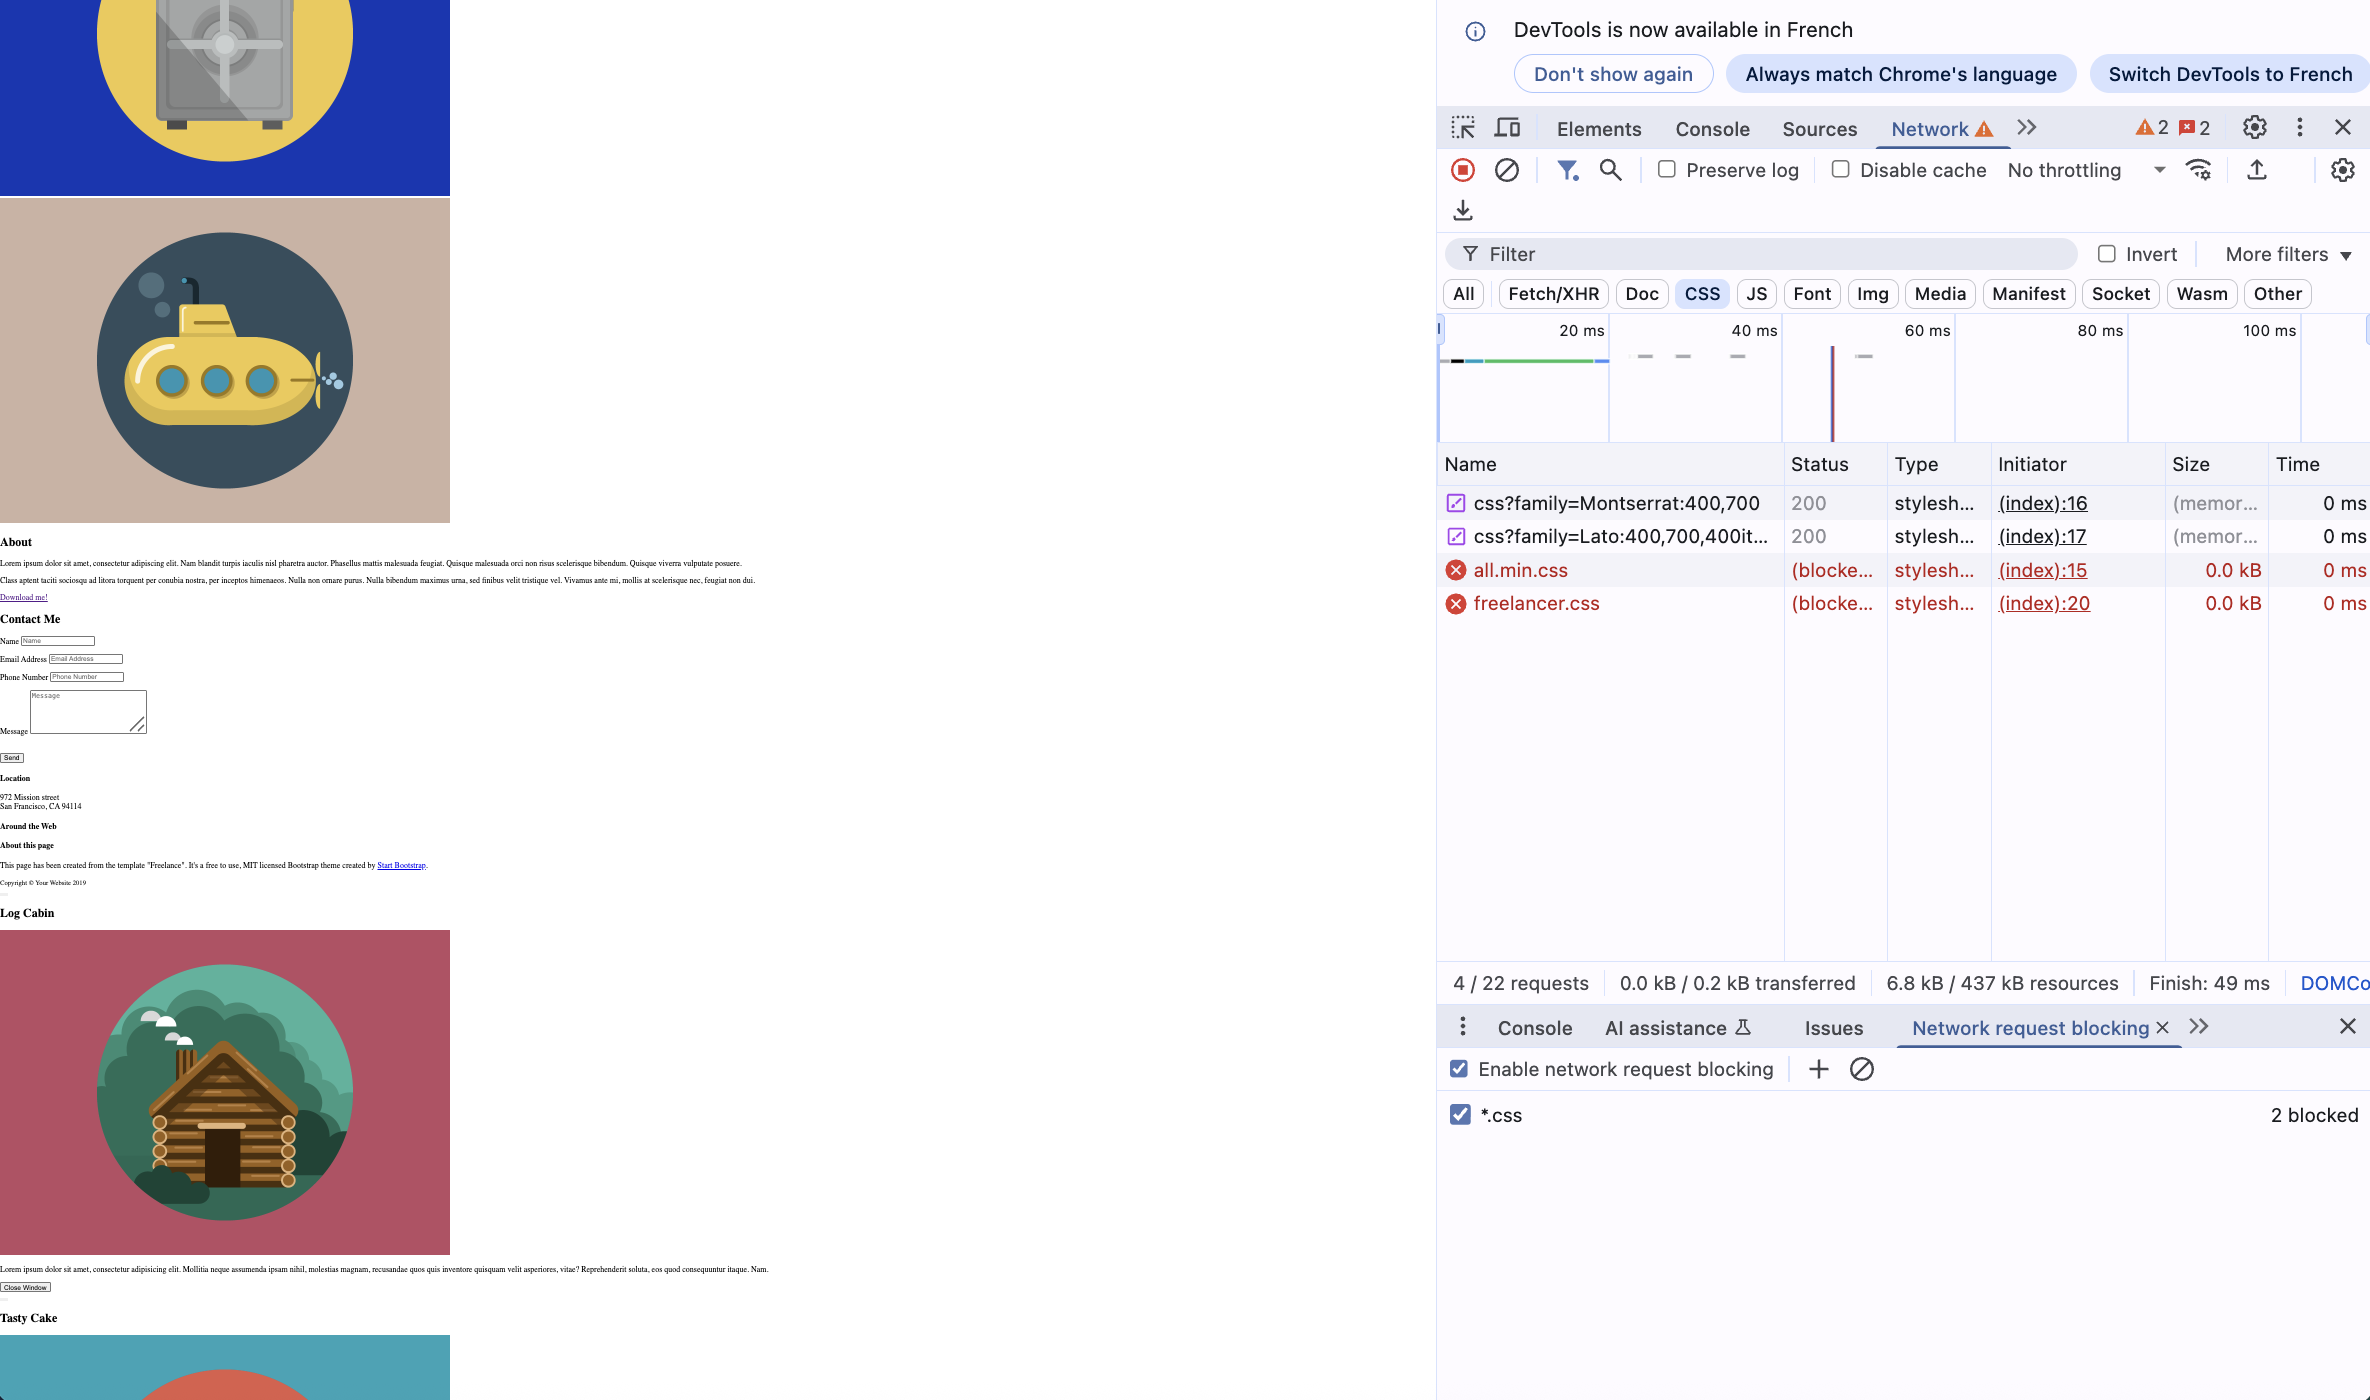 About
Lorem ipsum dolor sit amet, consectetur adipiscing elit. Nam blandit turpis iaculis nisl pharetra auctor. Phasellus mattis malesuada feugiat. Quisque malesuada orci non risus scelerisque bibendum. Quisque viverra vulputate posuere.
Class aptent taciti sociosqu ad litora torquent per conubia nostra, per inceptos himenaeos. Nulla non ornare purus. Nulla bibendum maximus urna, sed finibus velit tristique vel. Vivamus ante mi, mollis at scelerisque nec, feugiat non dui.
Download me!
Contact Me
Name Name
Email Address Email Address
Phone Number Phone Number
Message
Message
Send
Location
972 Mission street
San Francisco, CA 94114
Around the Web
About this page
This page has been created from the template "Freelance". It's a free to use, MIT licensed Bootstrap theme created by Start Bootstrap.
Copyright © Your Website 2019
Log Cabin
Lorem ipsum dolor sit amet, consectetur adipisicing elit. Mollitia neque assumenda ipsam nihil, molestias magnam, recusandae quos quis inventore quisquam velit asperiores, vitae? Reprehenderit soluta, eos quod consequuntur itaque. Nam.
Close Window
Tasty Cake
DevTools is now available in French
Don't show again Always match Chrome's language Switch DevTools to French
Elements Console Sources Network 2 2
Preserve log Disable cache No throttling
Filter Invert More filters
All Fetch/XHR Doc CSS JS Font Img Media Manifest Socket Wasm Other
20 ms 40 ms 60 ms 80 ms 100 ms
Name Status Type Initiator Size Time
css?family=Montserrat:400,700 200 stylesh... (index):16 (memor... 0 ms
css?family=Lato:400,700,400it... 200 stylesh... (index):17 (memor... 0 ms
all.min.css (blocke... stylesh... (index):15 0.0 kB 0 ms
freelancer.css (blocke... stylesh... (index):20 0.0 kB 0 ms
4 / 22 requests 0.0 kB / 0.2 kB transferred 6.8 kB / 437 kB resources Finish: 49 ms DOMCo
Console AI assistance Issues Network request blocking
Enable network request blocking
*.css 2 blocked